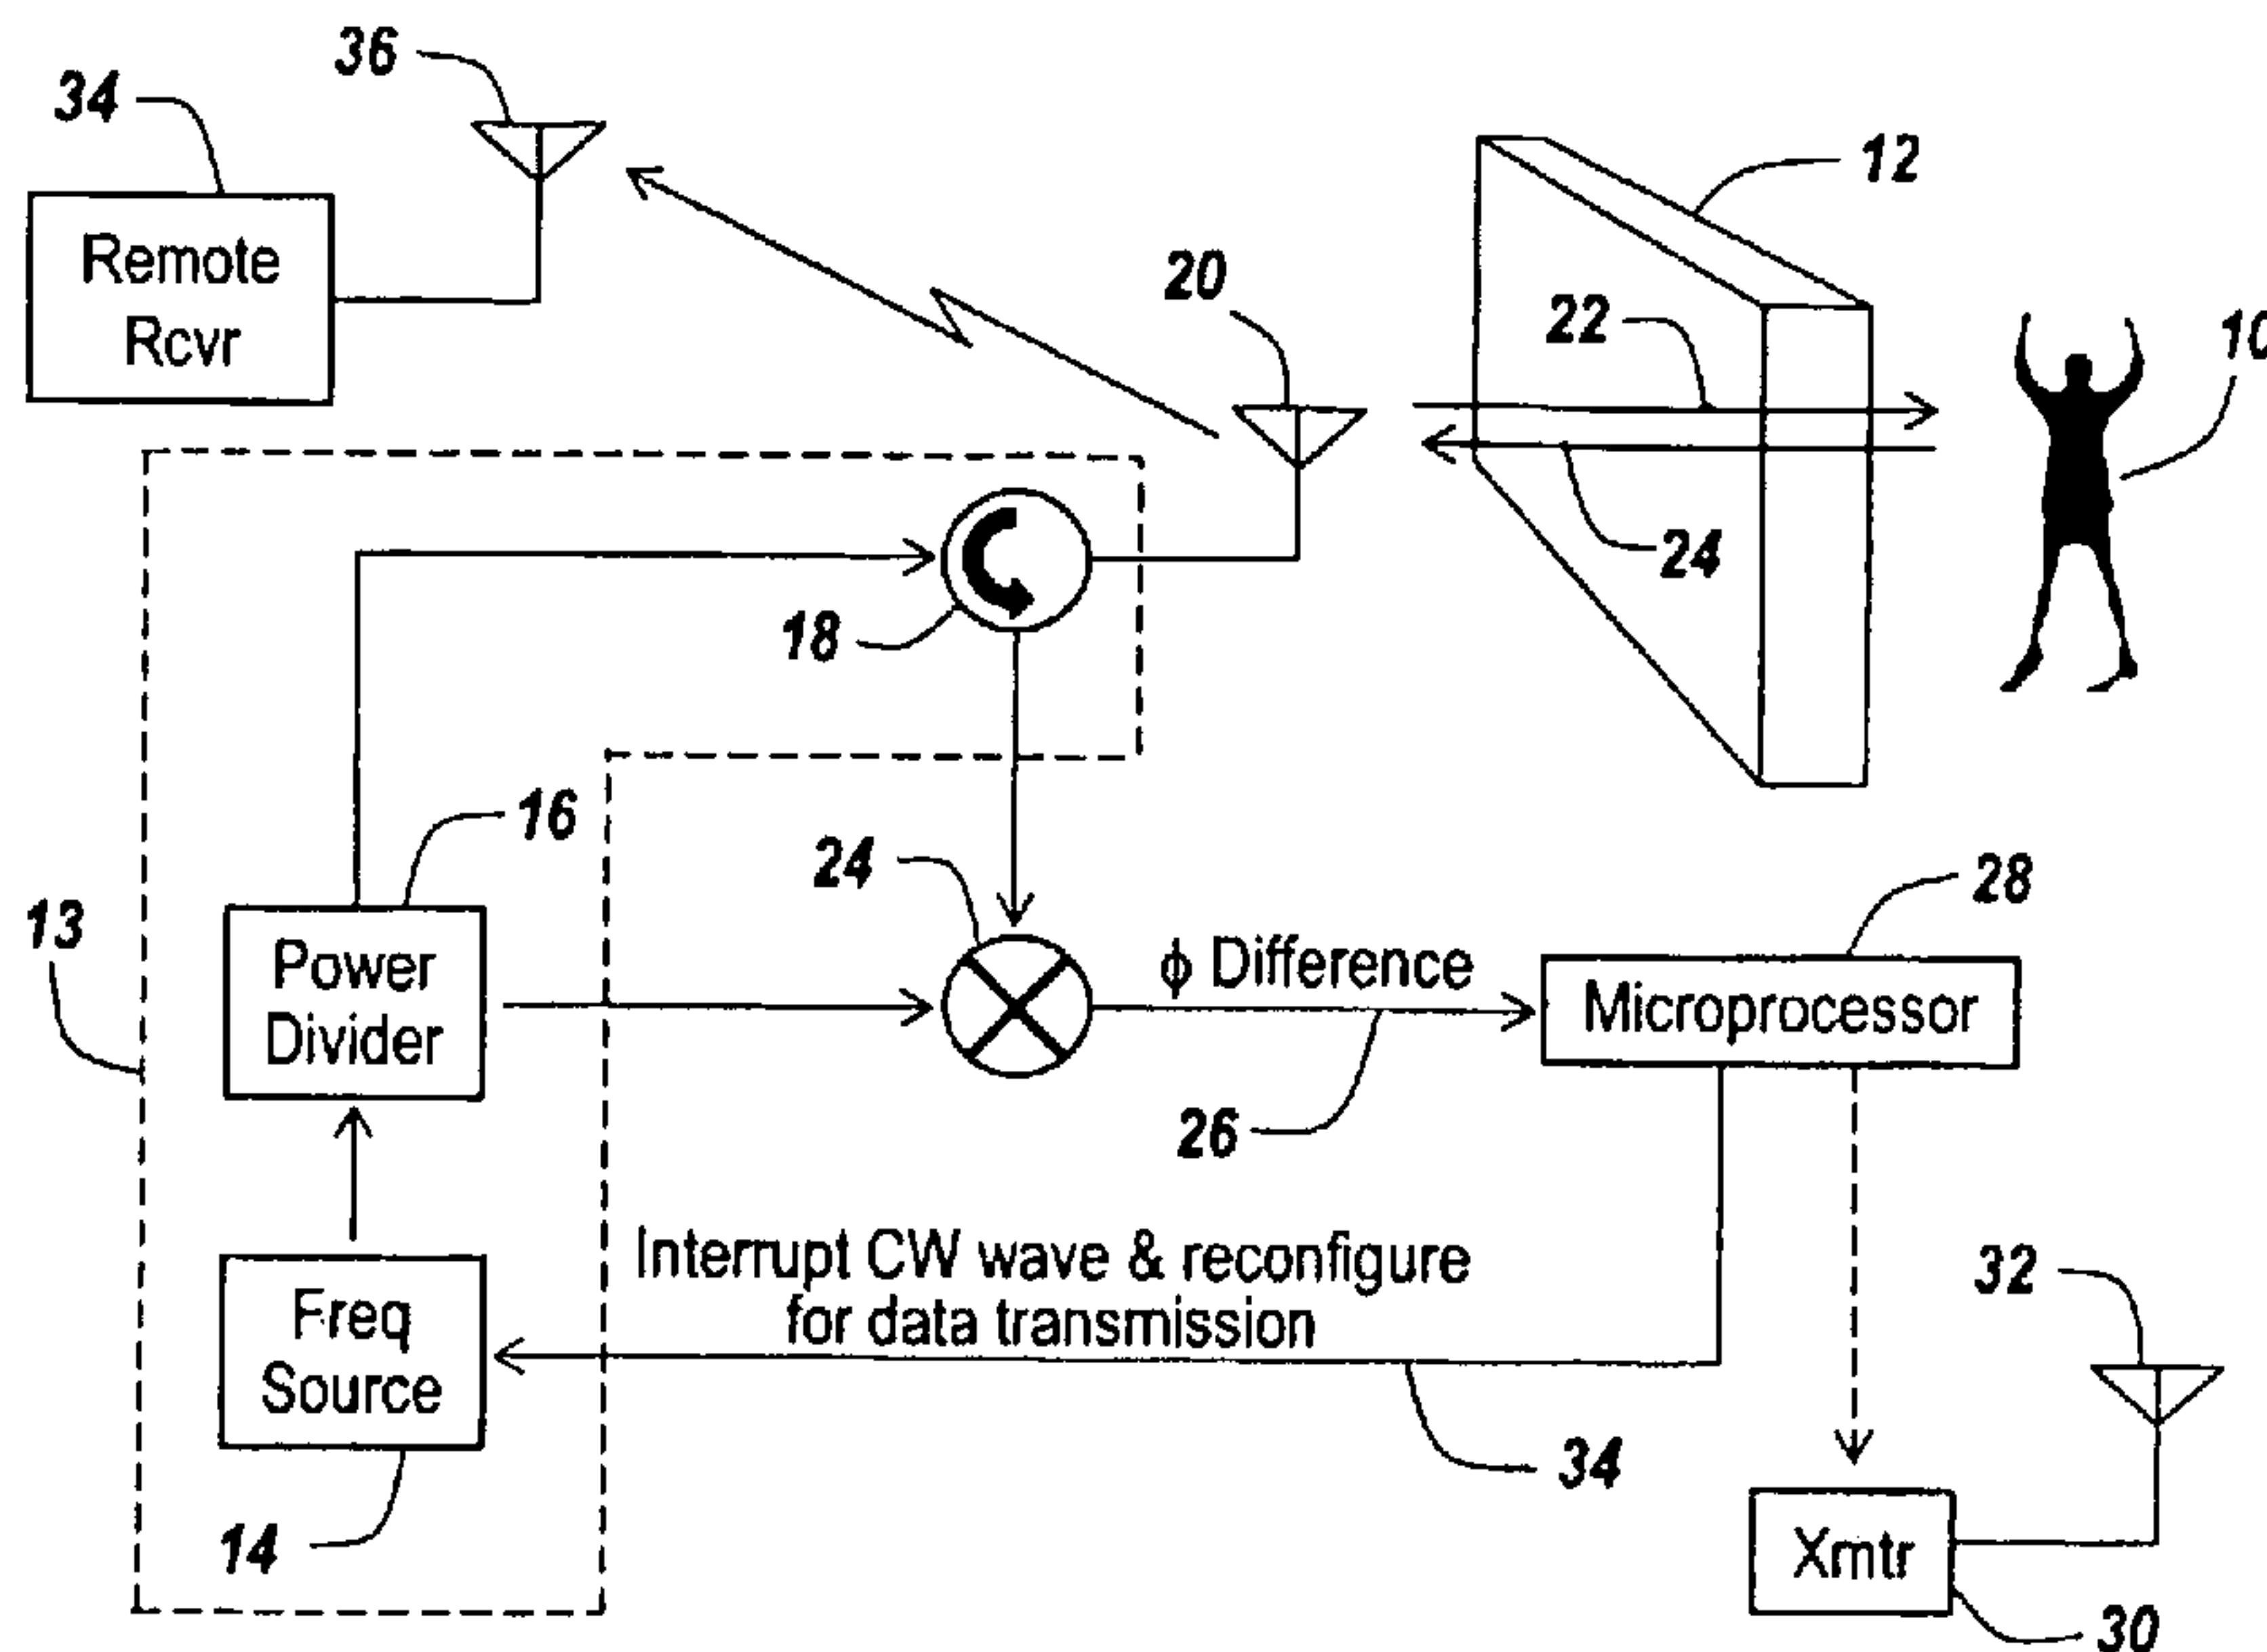 36
34
12
Remote
Rcvr
20
22
10
24
18
16
24
28
13
Power
Divider
ϕ Difference
Microprocessor
26
Interrupt CW wave & reconfigure
for data transmission
32
Freq
Source
34
14
Xmtr
30